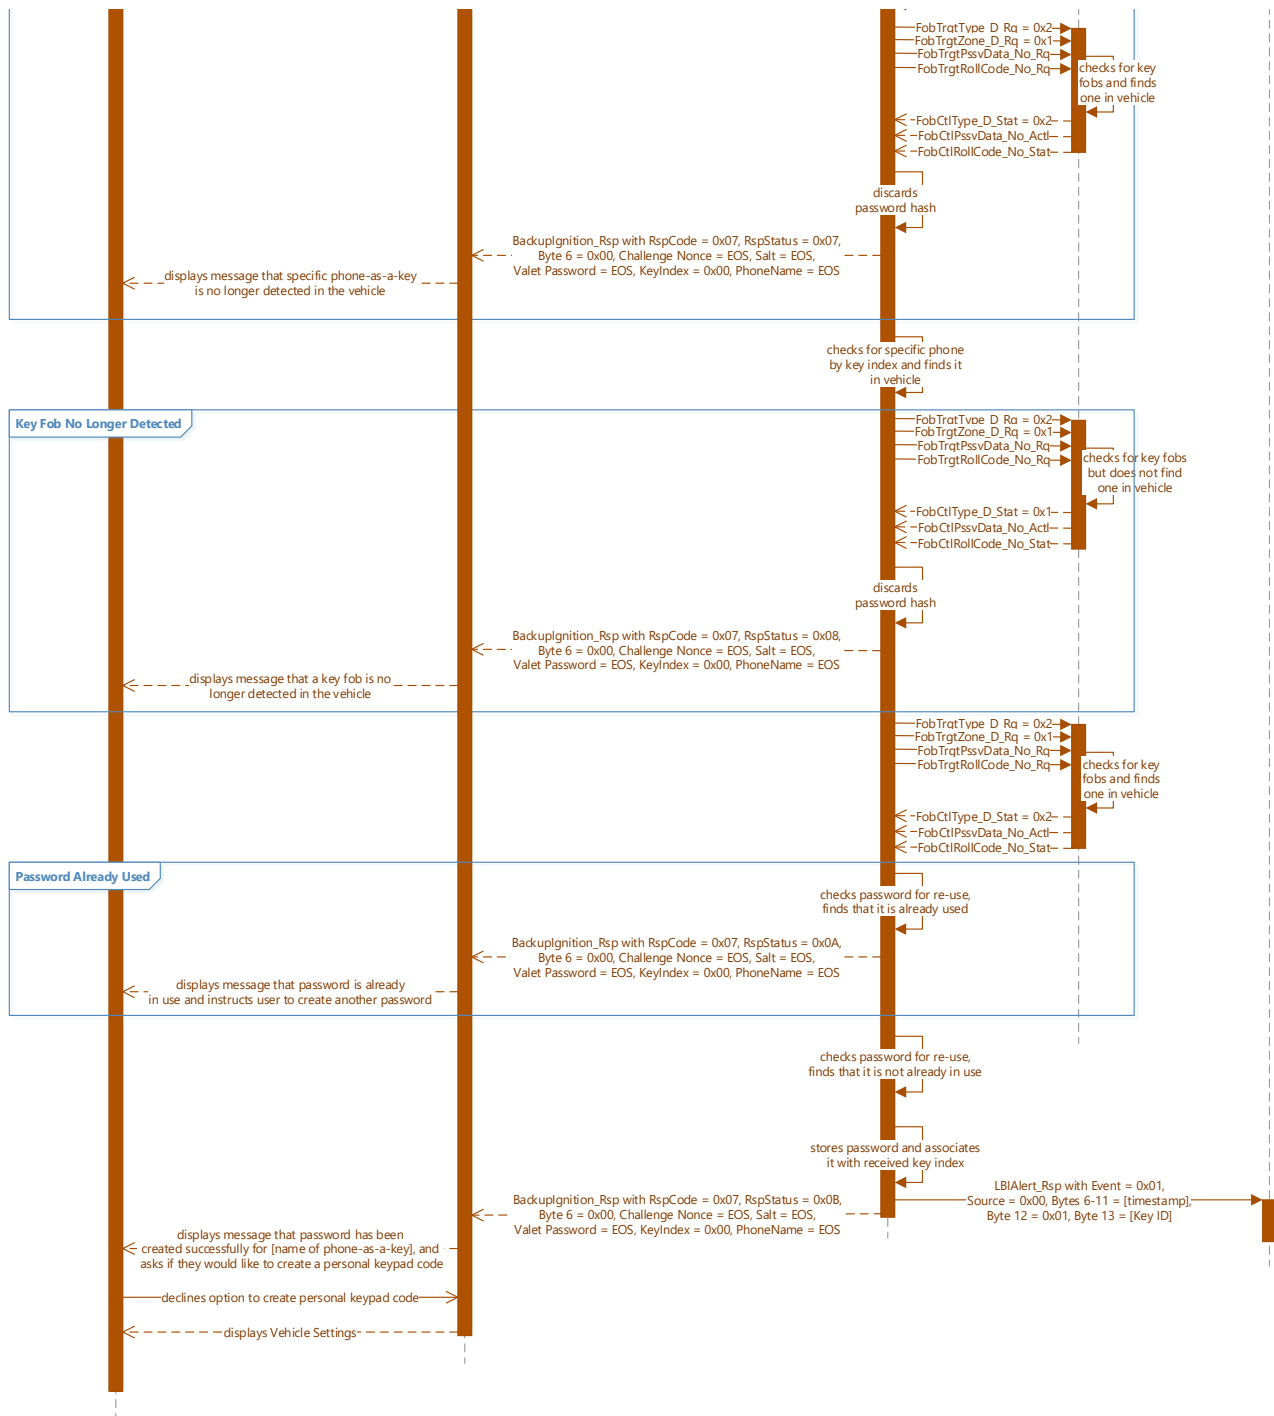 FobTrgtType_D_Rq = 0x2
FobTrgtZone_D_Rq = 0x1
FobTrgtPssvData_No_Rq
FobTrgtRollCode_No_Rq
checks for key
fobs and finds
one in vehicle
FobCtlType_D_Stat = 0x2
FobCtlPssvData_No_Actl
FobCtlRollCode_No_Stat
discards
password hash
BackupIgnition_Rsp with RspCode = 0x07, RspStatus = 0x07,
Byte 6 = 0x00, Challenge Nonce = EOS, Salt = EOS,
Valet Password = EOS, KeyIndex = 0x00, PhoneName = EOS
displays message that specific phone-as-a-key
is no longer detected in the vehicle
checks for specific phone
by key index and finds it
in vehicle
Key Fob No Longer Detected
FobTrgtType_D_Rq = 0x2
FobTrgtZone_D_Rq = 0x1
FobTrgtPssvData_No_Rq
FobTrgtRollCode_No_Rq
checks for key fobs
but does not find
one in vehicle
FobCtlType_D_Stat = 0x1
FobCtlPssvData_No_Actl
FobCtlRollCode_No_Stat
discards
password hash
BackupIgnition_Rsp with RspCode = 0x07, RspStatus = 0x08,
Byte 6 = 0x00, Challenge Nonce = EOS, Salt = EOS,
Valet Password = EOS, KeyIndex = 0x00, PhoneName = EOS
displays message that a key fob is no
longer detected in the vehicle
FobTrgtType_D_Rq = 0x2
FobTrgtZone_D_Rq = 0x1
FobTrgtPssvData_No_Rq
FobTrgtRollCode_No_Rq
checks for key
fobs and finds
one in vehicle
FobCtlType_D_Stat = 0x2
FobCtlPssvData_No_Actl
FobCtlRollCode_No_Stat
Password Already Used
checks password for re-use,
finds that it is already used
BackupIgnition_Rsp with RspCode = 0x07, RspStatus = 0x0A,
Byte 6 = 0x00, Challenge Nonce = EOS, Salt = EOS,
Valet Password = EOS, KeyIndex = 0x00, PhoneName = EOS
displays message that password is already
in use and instructs user to create another password
checks password for re-use,
finds that it is not already in use
stores password and associates
it with received key index
LBIAlert_Rsp with Event = 0x01,
Source = 0x00, Bytes 6-11 = [timestamp],
Byte 12 = 0x01, Byte 13 = [Key ID]
BackupIgnition_Rsp with RspCode = 0x07, RspStatus = 0x0B,
Byte 6 = 0x00, Challenge Nonce = EOS, Salt = EOS,
Valet Password = EOS, KeyIndex = 0x00, PhoneName = EOS
displays message that password has been
created successfully for [name of phone-as-a-key], and
asks if they would like to create a personal keypad code
declines option to create personal keypad code
displays Vehicle Settings